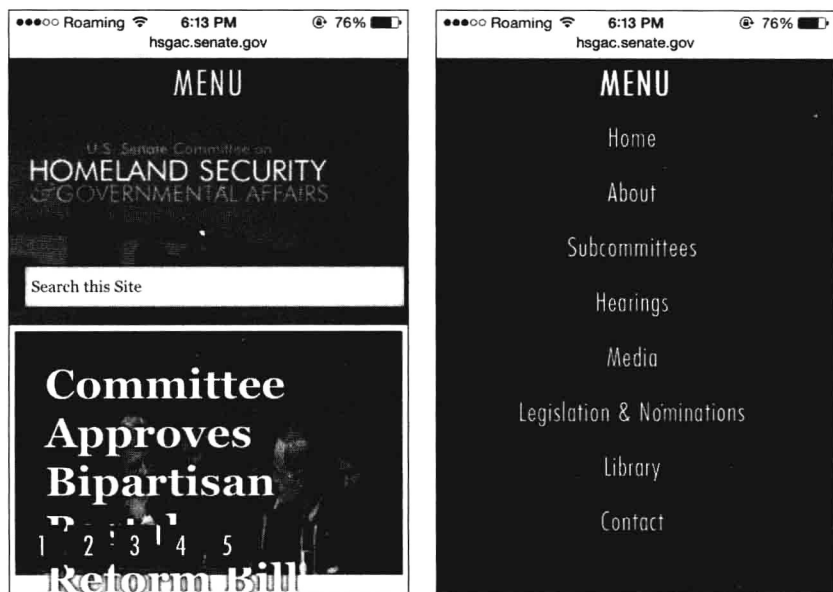 ●●●○○ Roaming 6:13 PM 76%
hsgac.senate.gov
MENU
U.S. Senate Committee on
HOMELAND SECURITY
& GOVERNMENTAL AFFAIRS
Search this Site
Committee
Approves
Bipartisan
Postal
1 2 3 4 5
Reform Bill
●●●○○ Roaming 6:13 PM 76%
hsgac.senate.gov
MENU
Home
About
Subcommittees
Hearings
Media
Legislation & Nominations
Library
Contact